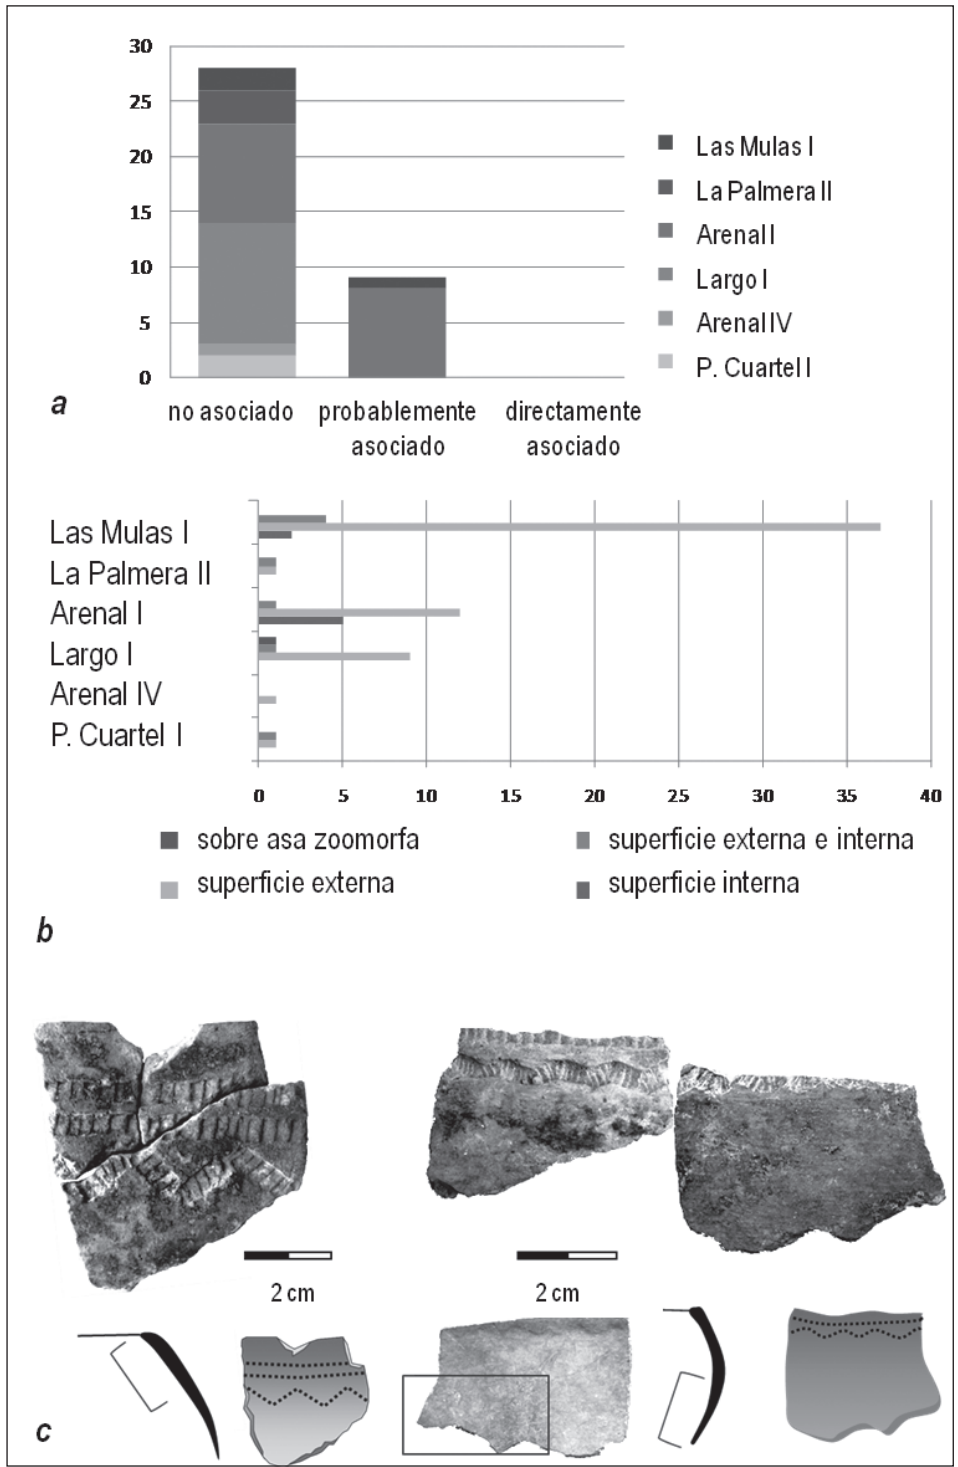 30
25
20
15
10
5
0
no asociado
probablemente
asociado
directamente
asociado
Las Mulas I
La Palmera II
Arenal I
Largo I
Arenal IV
P. Cuartel I
a
Las Mulas I
La Palmera II
Arenal I
Largo I
Arenal IV
P. Cuartel I
0 5 10 15 20 25 30 35 40
sobre asa zoomorfa
superficie externa e interna
superficie externa
superficie interna
b
2 cm
2 cm
c